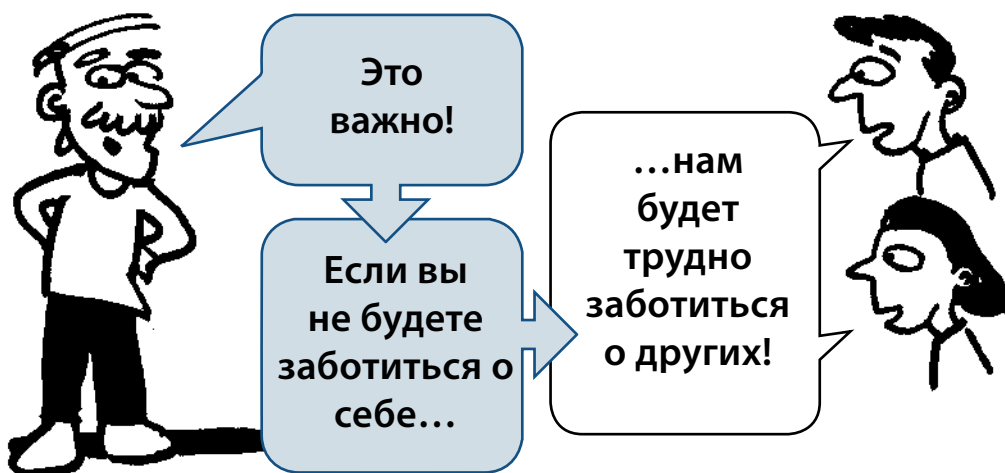 Это
важно!
Если вы
не будете
заботиться о
себе…
…нам
будет
трудно
заботиться
о других!